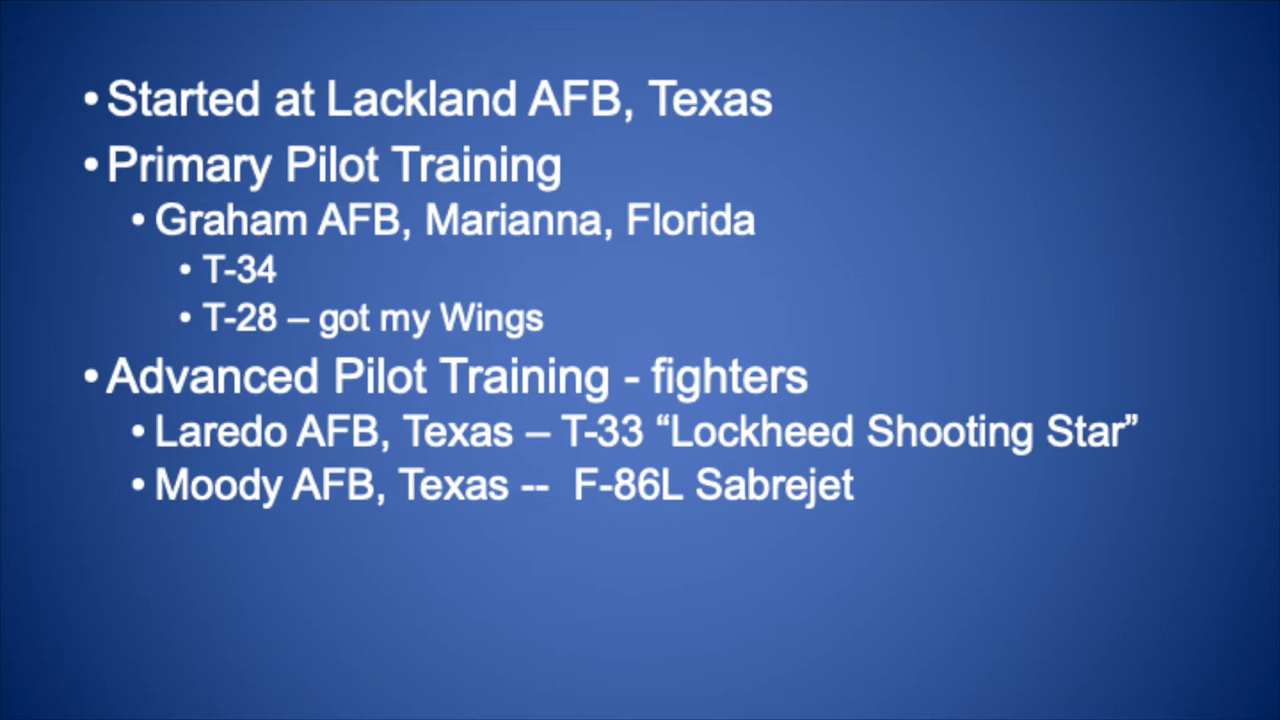 • Started at Lackland AFB, Texas
• Primary Pilot Training
• Graham AFB, Marianna, Florida
• T-34
• T-28 – got my Wings
• Advanced Pilot Training - fighters
• Laredo AFB, Texas – T-33 “Lockheed Shooting Star”
• Moody AFB, Texas --  F-86L Sabrejet